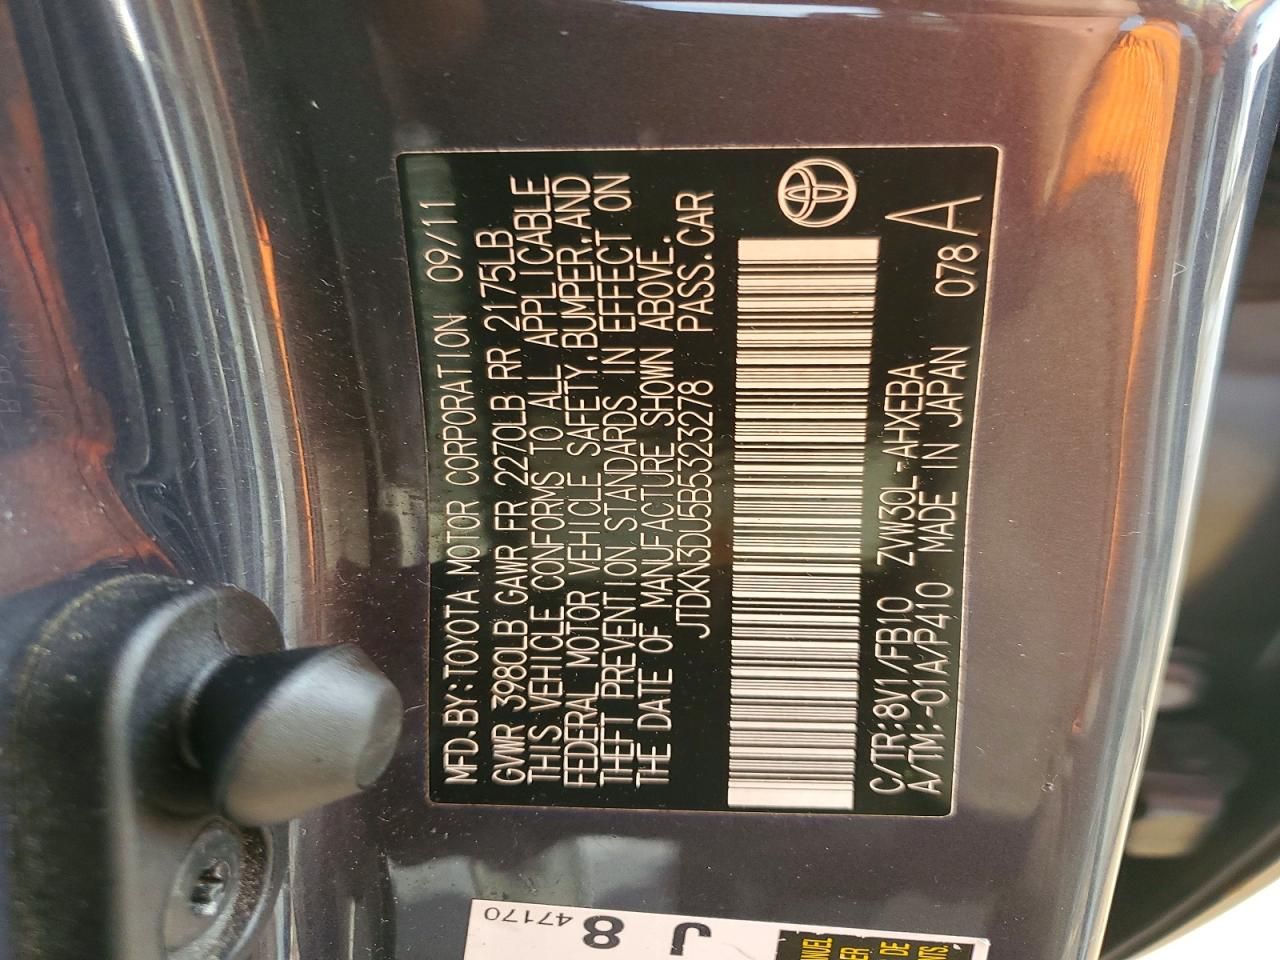 MFD.BY:TOYOTA MOTOR CORPORATION 09/11
GVWR 3980LB GAWR FR 2270LB RR 2175LB
THIS VEHICLE CONFORMS TO ALL APPLICABLE
FEDERAL MOTOR VEHICLE SAFETY,BUMPER,AND
THEFT PREVENTION STANDARDS IN EFFECT ON
THE DATE OF MANUFACTURE SHOWN ABOVE.
JTDKN3DU5B5323278 PASS.CAR
C/TR:8V1/FB10 ZVW30L-AHXEBA
A/TM:-01A/P410 MADE IN JAPAN 078 A
J 8
47170
DE